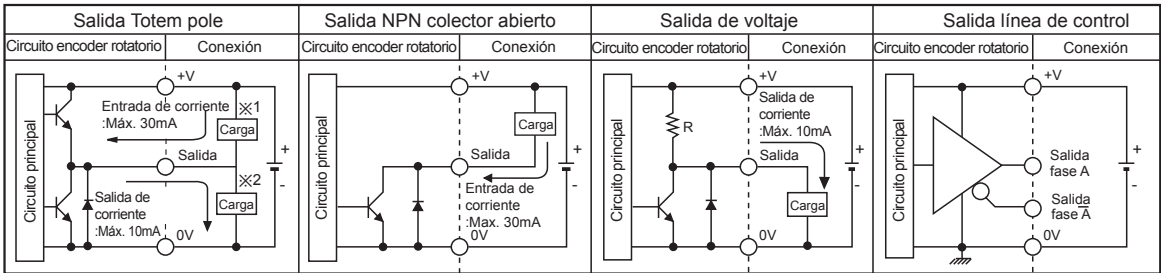 Salida Totem pole
Circuito encoder rotatorio
Conexión
Circuito principal
+V
Entrada de corriente
:Máx. 30mA
※1
Carga
Salida
Salida de
corriente
:Máx. 10mA
※2
Carga
0V
+
-
Salida NPN colector abierto
Circuito encoder rotatorio
Conexión
Circuito principal
+V
Carga
Salida
Entrada de
corriente
:Max. 30mA
0V
+
-
Salida de voltaje
Circuito encoder rotatorio
Conexión
Circuito principal
+V
R
Salida de
corriente
:Máx. 10mA
Salida
Carga
0V
+
-
Salida línea de control
Circuito encoder rotatorio
Conexión
Circuito principal
+V
Salida
fase A
Salida
fase A̅
0V
+
-